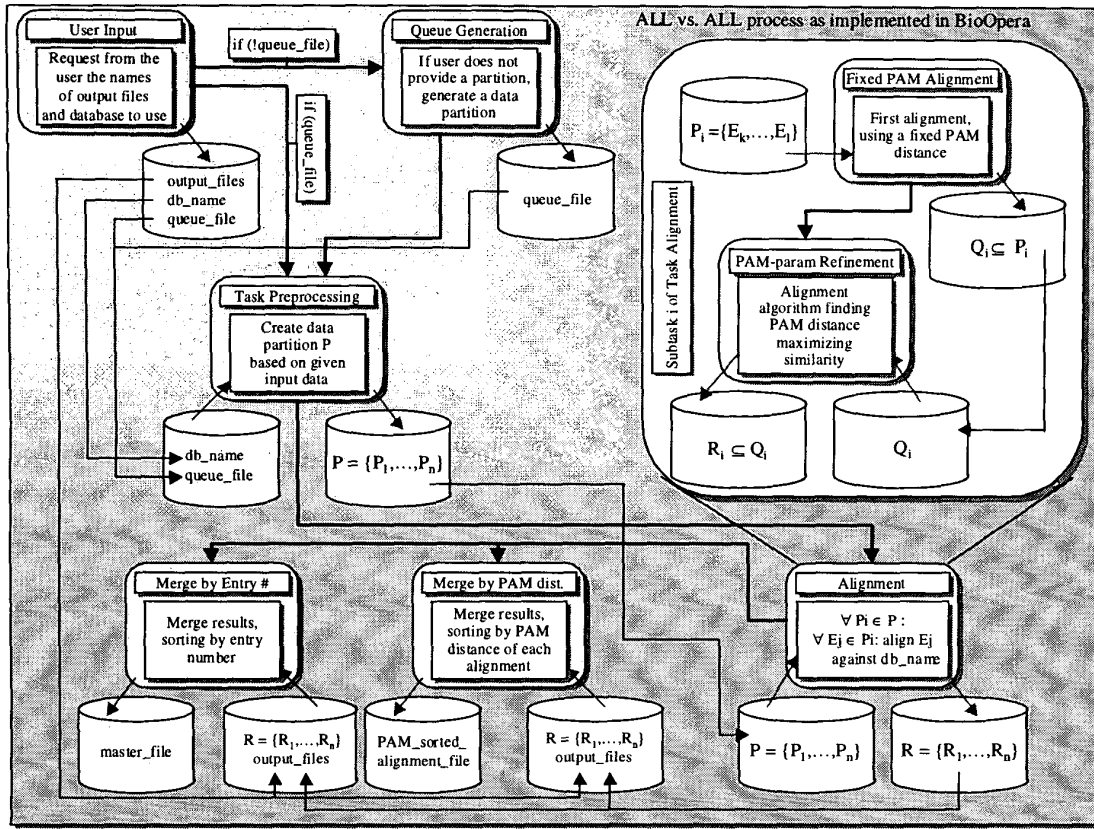 ALL vs. ALL process as implemented in BioOpera
User Input
Request from the
user the names
of output files
and database to use
if (!queue_file)
if (queue_file)
Queue Generation
If user does not
provide a partition,
generate a data
partition
output_files
db_name
queue_file
queue_file
Task Preprocessing
Create data
partition P
based on given
input data
db_name
queue_file
P = {P1,...,Pn}
Subtask i of Task Alignment
Fixed PAM Alignment
First alignment,
using a fixed PAM
distance
Pi = {Ek,...,El}
Qi ⊆ Pi
PAM-param Refinement
Alignment
algorithm finding
PAM distance
maximizing
similarity
Ri ⊆ Qi
Qi
Merge by Entry #
Merge results,
sorting by entry
number
master_file
R = {R1,...,Rn}
output_files
Merge by PAM dist.
Merge results,
sorting by PAM
distance of each
alignment
PAM_sorted_
alignment_file
R = {R1,...,Rn}
output_files
Alignment
∀ Pi ∈ P :
∀ Ej ∈ Pi: align Ej
against db_name
P = {P1,...,Pn}
R = {R1,...,Rn}